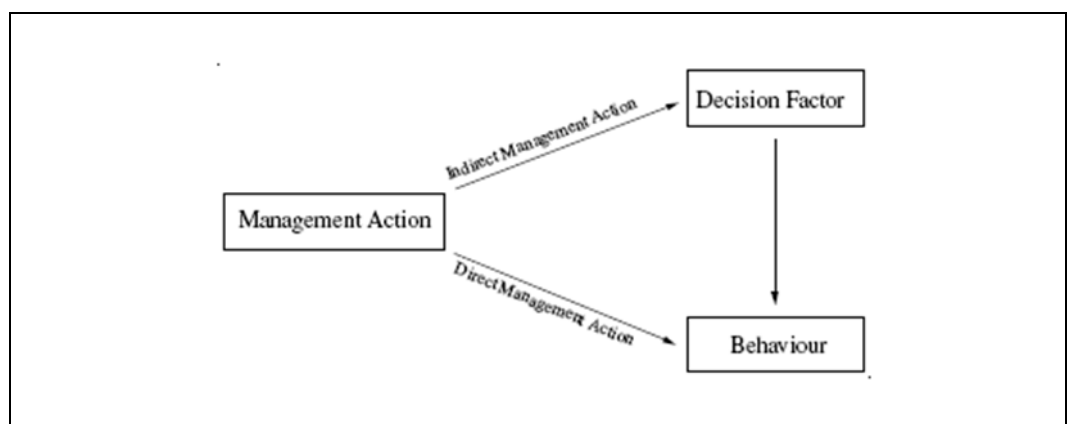 Decision Factor
Indirect Management Action
Management Action
Direct Management Action
Behaviour